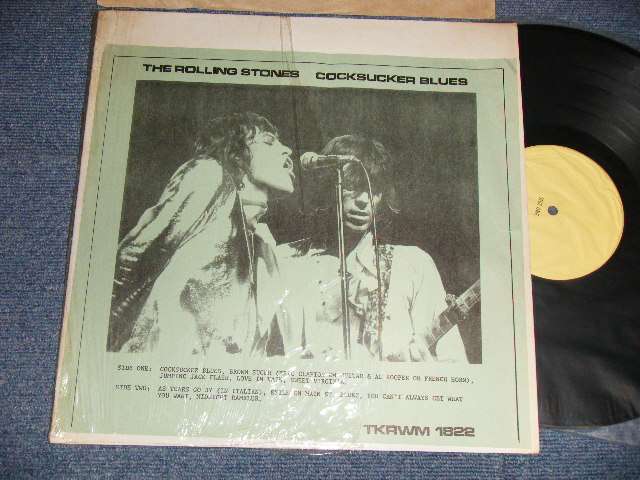 THE ROLLING STONES COCKSUCKER BLUES
SIDE ONE: COCKSUCKER BLUES, BROWN SUGAR (ERIC CLAPTON ON GUITAR & AL KOOPER ON FRENCH HORN),
JUMPING JACK FLASH, LOVE IN VAIN, SWEET VIRGINIA.
SIDE TWO: AS TEARS GO BY (IN ITALIAN), EXILE ON MAIN ST. BLUES, YOU CAN'T ALWAYS GET WHAT
YOU WANT, MIDNIGHT RAMBLER.
TKRWM 1822